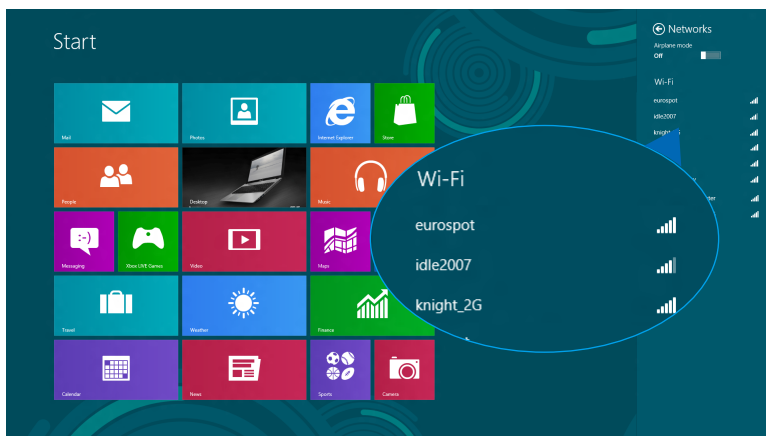 Start
Networks
Airplane mode
Off
Wi-Fi
eurospot
idle2007
Mail
Photos
Internet Explorer
Store
People
Desktop
Music
Messaging
Xbox LIVE Games
Video
Maps
Travel
Weather
Finance
Calendar
News
Sports
Camera
Wi-Fi
eurospot
idle2007
knight_2G